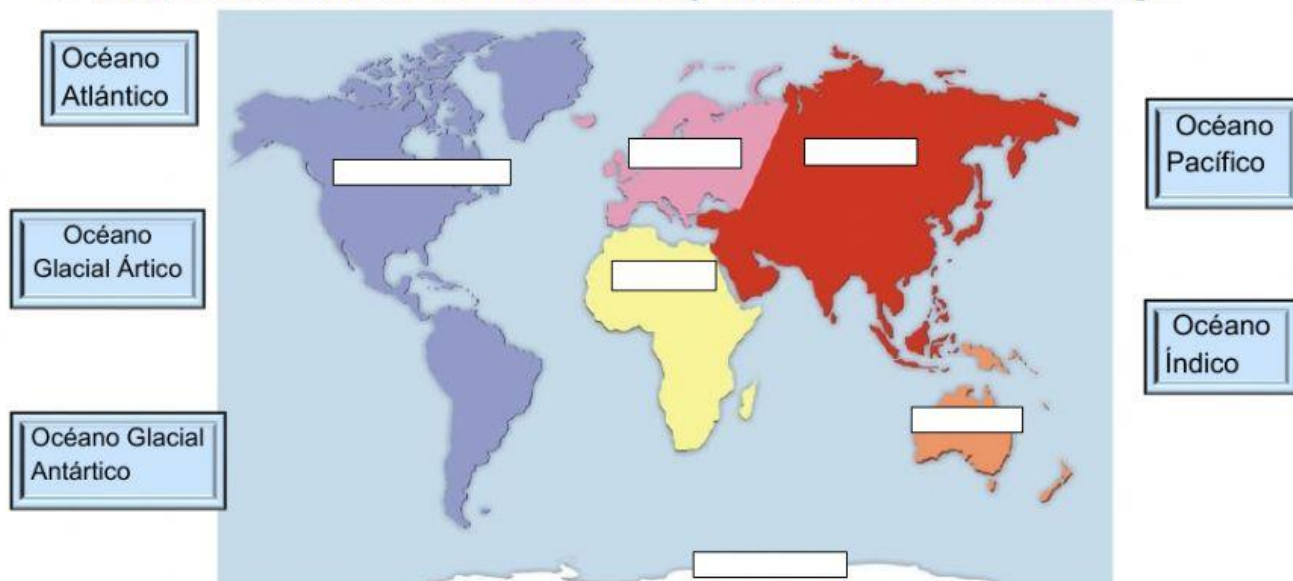 Océano
Atlántico
Océano
Pacífico
Océano
Glacial Ártico
Océano
Índico
Océano Glacial
Antártico